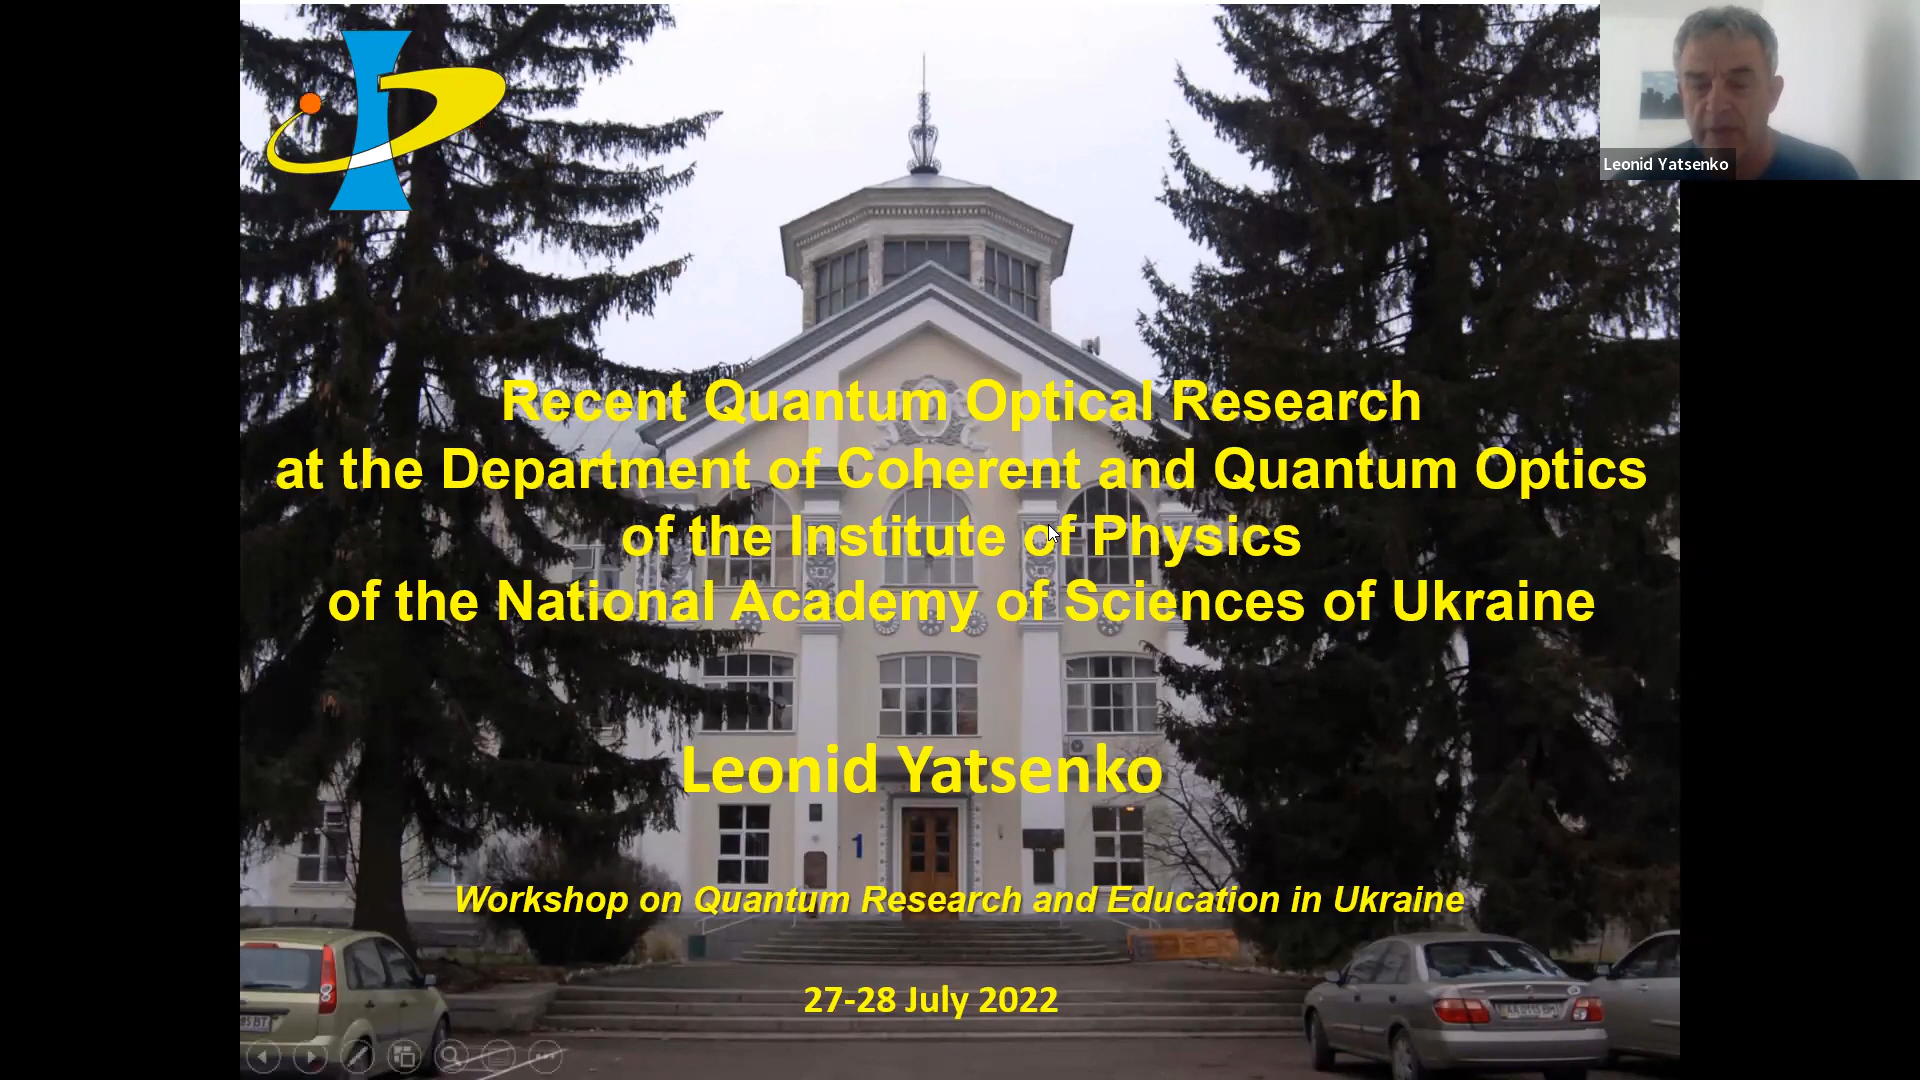 Leonid Yatsenko
Recent Quantum Optical Research
at the Department of Coherent and Quantum Optics
of the Institute of Physics
of the National Academy of Sciences of Ukraine
Leonid Yatsenko
1
Workshop on Quantum Research and Education in Ukraine
27-28 July 2022